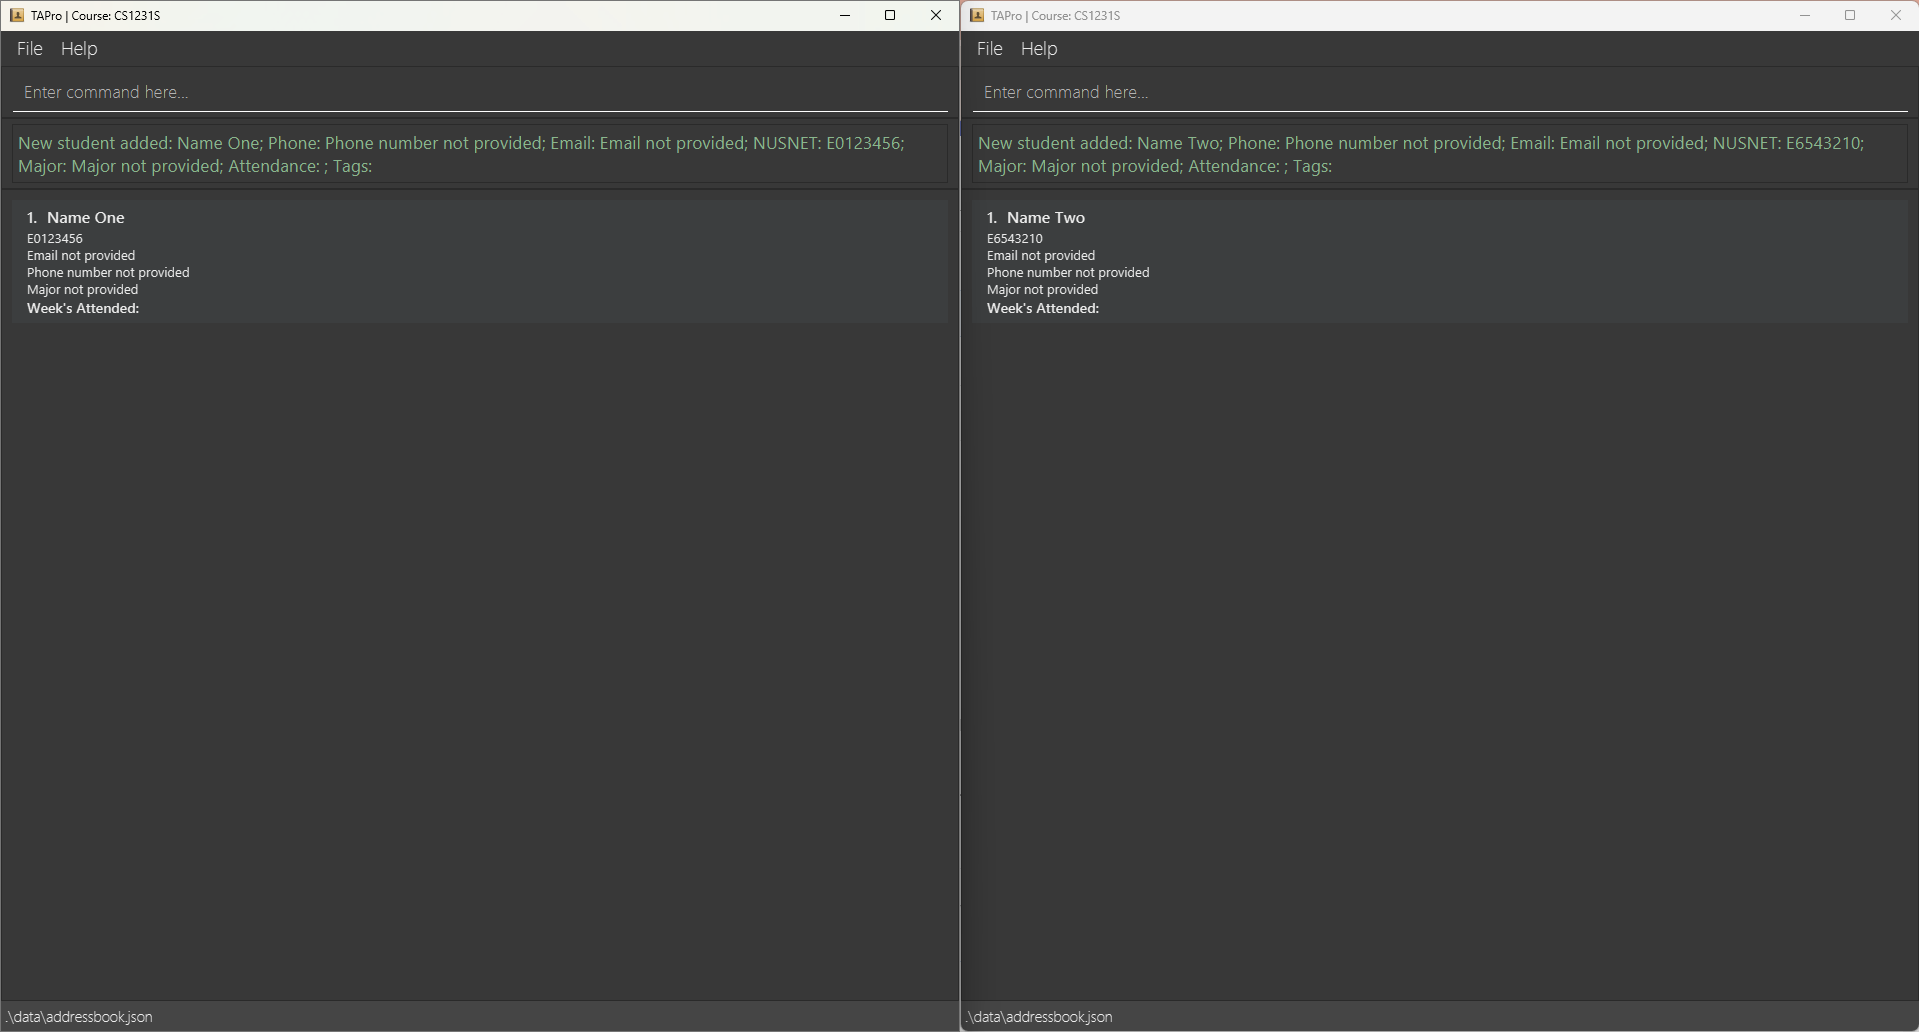 TAPro | Course: CS1231S
File Help
Enter command here...
New student added: Name One; Phone: Phone number not provided; Email: Email not provided; NUSNET: E0123456;
Major: Major not provided; Attendance: ; Tags:
1. Name One
E0123456
Email not provided
Phone number not provided
Major not provided
Week's Attended:
.\data\addressbook.json
TAPro | Course: CS1231S
File Help
Enter command here...
New student added: Name Two; Phone: Phone number not provided; Email: Email not provided; NUSNET: E6543210;
Major: Major not provided; Attendance: ; Tags:
1. Name Two
E6543210
Email not provided
Phone number not provided
Major not provided
Week's Attended:
.\data\addressbook.json